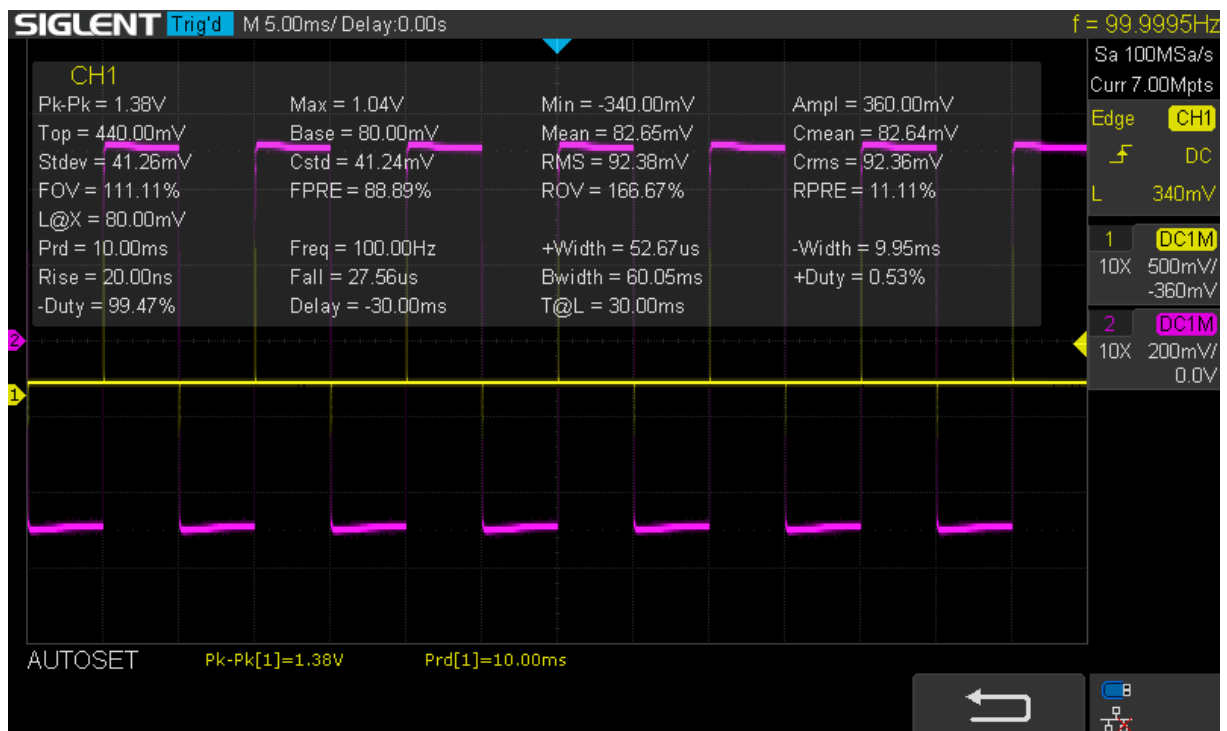 SIGLENT Trig'd M 5.00ms/ Delay:0.00s f = 99.9995Hz
Sa 100MSa/s
Curr 7.00Mpts
CH1
Pk-Pk = 1.38V Max = 1.04V Min = -340.00mV Ampl = 360.00mV
Top = 440.00mV Base = 80.00mV Mean = 82.65mV Cmean = 82.64mV
Stdev = 41.26mV Cstd = 41.24mV RMS = 92.38mV Crms = 92.36mV
FOV = 111.11% FPRE = 88.89% ROV = 166.67% RPRE = 11.11%
L@X = 80.00mV
Prd = 10.00ms Freq = 100.00Hz +Width = 52.67us -Width = 9.95ms
Rise = 20.00ns Fall = 27.56us Bwidth = 60.05ms +Duty = 0.53%
-Duty = 99.47% Delay = -30.00ms T@L = 30.00ms
Edge CH1
DC
L 340mV
1 DC1M
10X 500mV/
-360mV
2 DC1M
10X 200mV/
0.0V
2
1
AUTOSET Pk-Pk[1]=1.38V Prd[1]=10.00ms